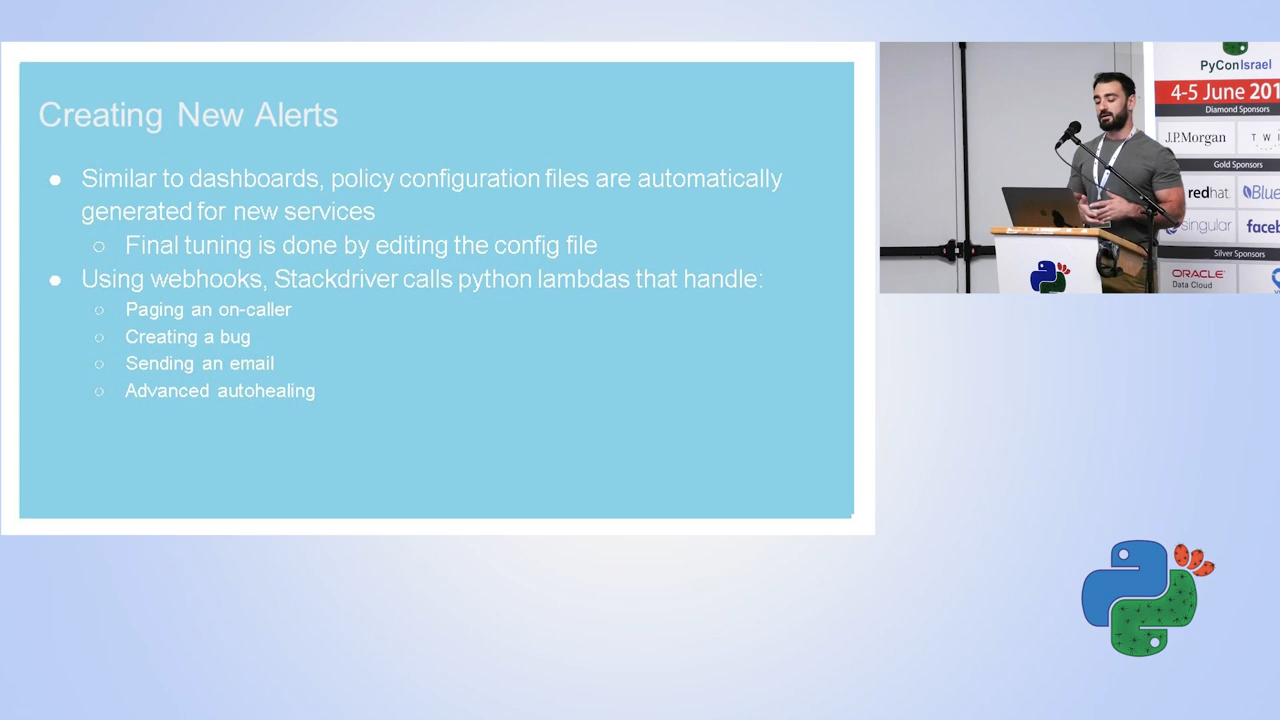 Creating New Alerts
● Similar to dashboards, policy configuration files are automatically
generated for new services
○ Final tuning is done by editing the config file
● Using webhooks, Stackdriver calls python lambdas that handle:
○ Paging an on-caller
○ Creating a bug
○ Sending an email
○ Advanced autohealing
PyConIsrael
4-5 June 201
Diamond Sponsors
J.P.Morgan
T W
Gold Sponsors
redhat.
Blue
singular
faceb
Silver Sponsors
ORACLE
Data Cloud